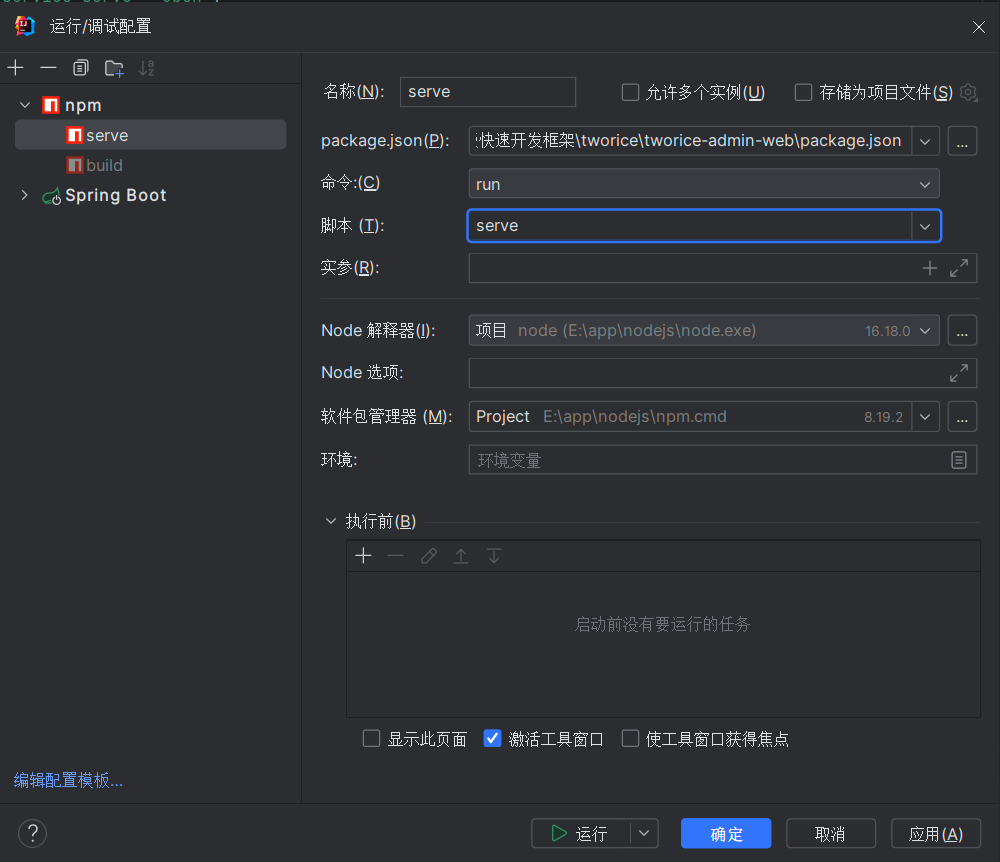 运行/调试配置
npm
serve
build
Spring Boot
编辑配置模板...
名称(N): serve 允许多个实例(U) 存储为项目文件(S)
package.json(P): 快速开发框架\tworice\tworice-admin-web\package.json ...
命令:(C) run
脚本 (T): serve
实参(R):
Node 解释器(I): 项目 node (E:\app\nodejs\node.exe) 16.18.0 ...
Node 选项:
软件包管理器 (M): Project E:\app\nodejs\npm.cmd 8.19.2 ...
环境: 环境变量
执行前(B)
启动前没有要运行的任务
显示此页面 激活工具窗口 使工具窗口获得焦点
? 运行 确定 取消 应用(A)